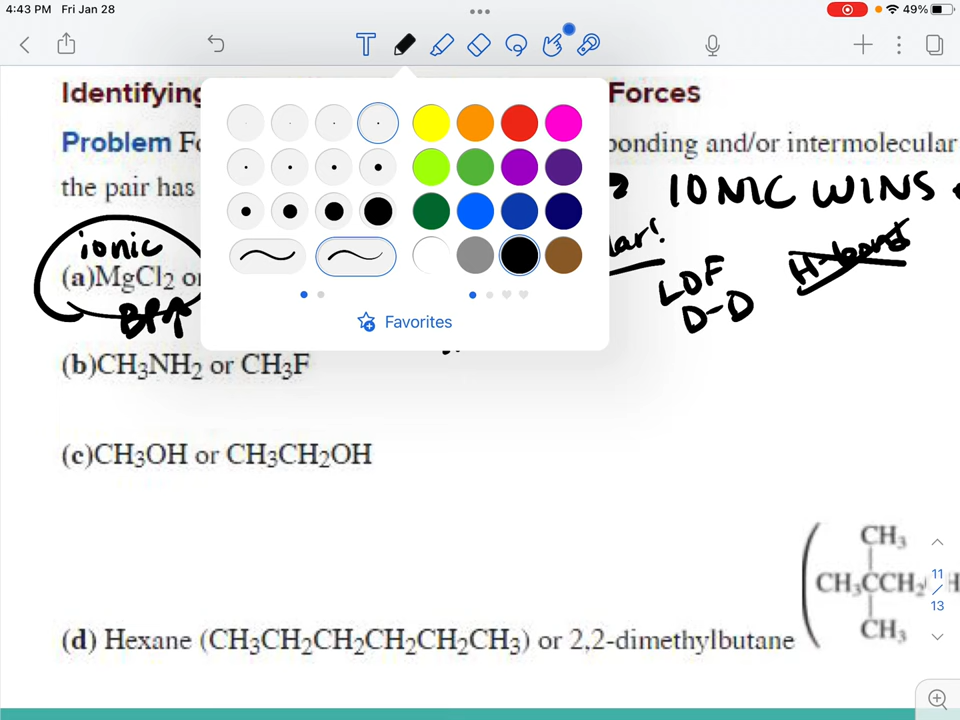 4:43 PM Fri Jan 28
49%
T
Identifying Forces
Problem Fo bonding and/or intermolecular
the pair has IONIC WINS
ionic lar!
(a)MgCl2 or LDF H-bond
BP↑ D-D
Favorites
(b)CH3NH2 or CH3F
(c)CH3OH or CH3CH2OH
CH3
CH3CCH2
CH3
11
/
13
(d) Hexane (CH3CH2CH2CH2CH2CH3) or 2,2-dimethylbutane